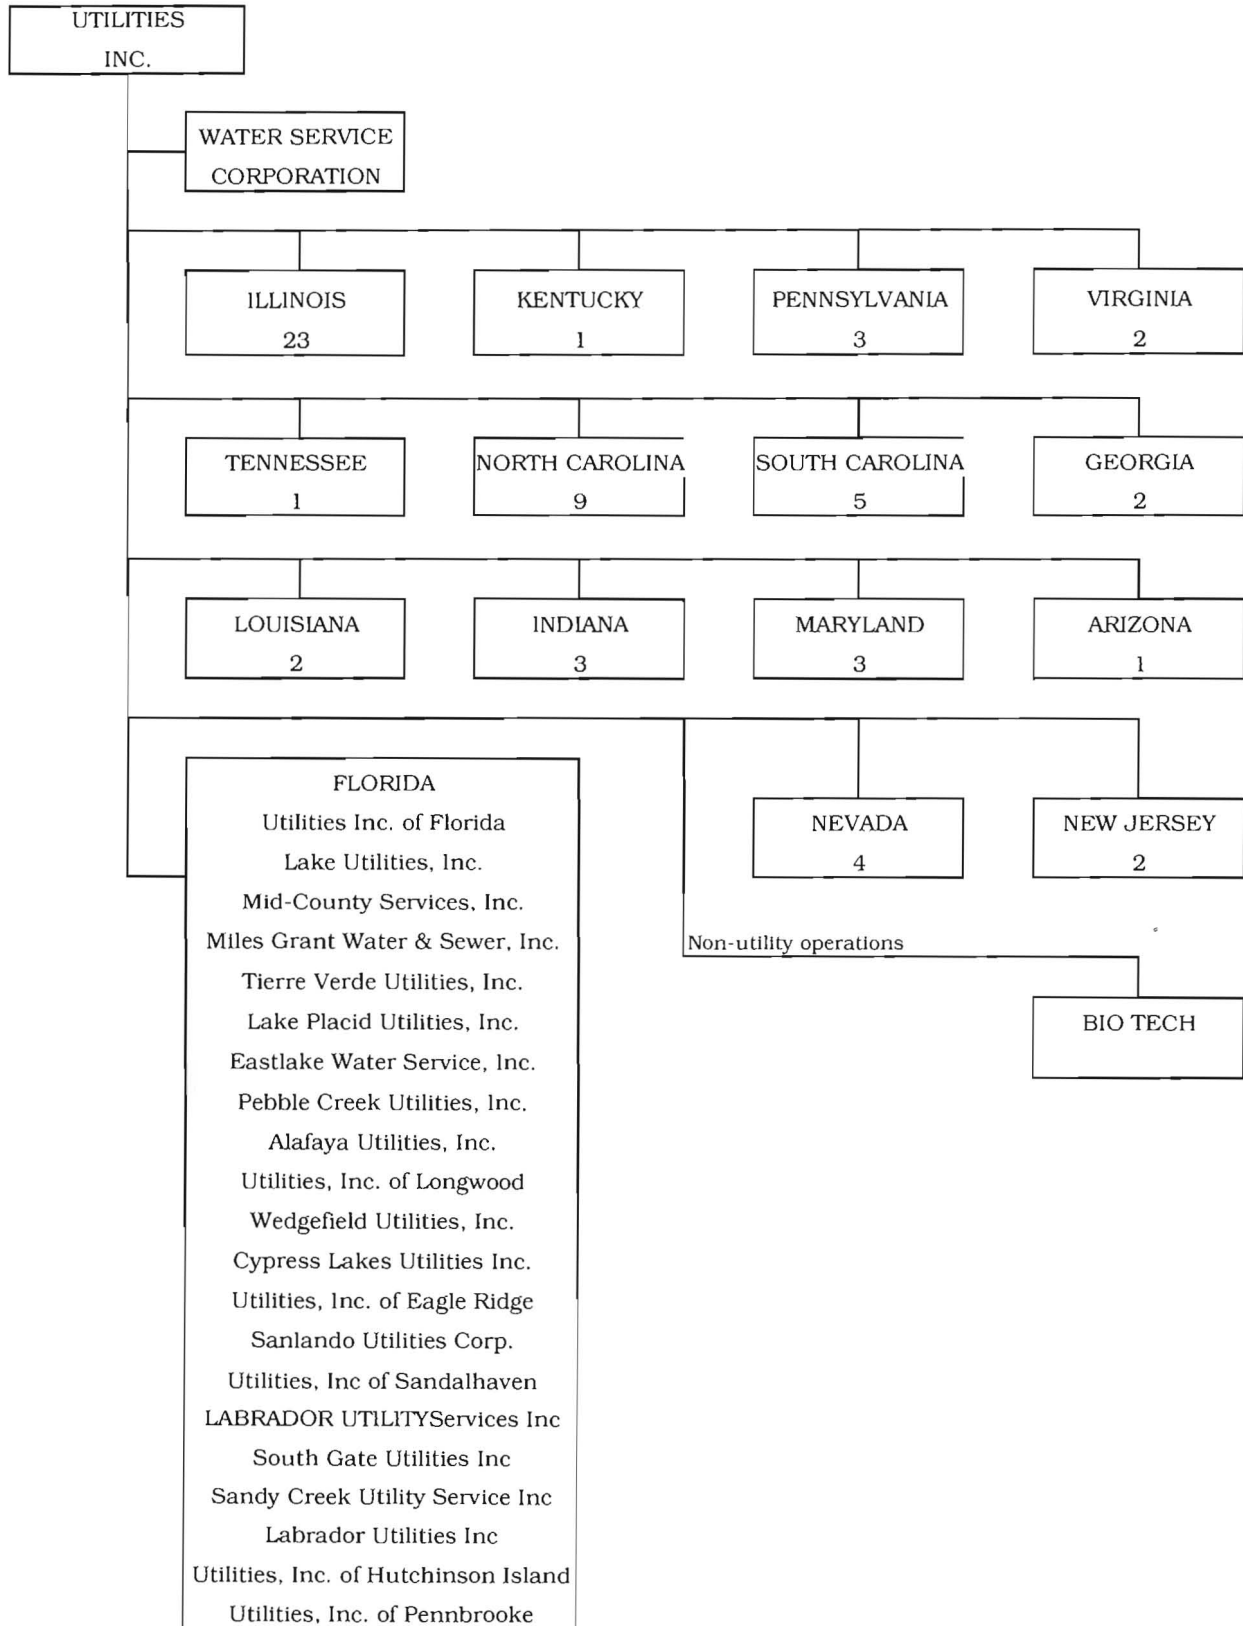 UTILITIES
INC.
WATER SERVICE
CORPORATION
ILLINOIS
23
KENTUCKY
1
PENNSYLVANIA
3
VIRGINIA
2
TENNESSEE
1
NORTH CAROLINA
9
SOUTH CAROLINA
5
GEORGIA
2
LOUISIANA
2
INDIANA
3
MARYLAND
3
ARIZONA
1
FLORIDA
Utilities Inc. of Florida
Lake Utilities, Inc.
Mid-County Services, Inc.
Miles Grant Water & Sewer, Inc.
Tierre Verde Utilities, Inc.
Lake Placid Utilities, Inc.
Eastlake Water Service, Inc.
Pebble Creek Utilities, Inc.
Alafaya Utilities, Inc.
Utilities, Inc. of Longwood
Wedgefield Utilities, Inc.
Cypress Lakes Utilities Inc.
Utilities, Inc. of Eagle Ridge
Sanlando Utilities Corp.
Utilities, Inc of Sandalhaven
LABRADOR UTILITYServices Inc
South Gate Utilities Inc
Sandy Creek Utility Service Inc
Labrador Utilities Inc
Utilities, Inc. of Hutchinson Island
Utilities, Inc. of Pennbrooke
NEVADA
4
NEW JERSEY
2
Non-utility operations
BIO TECH